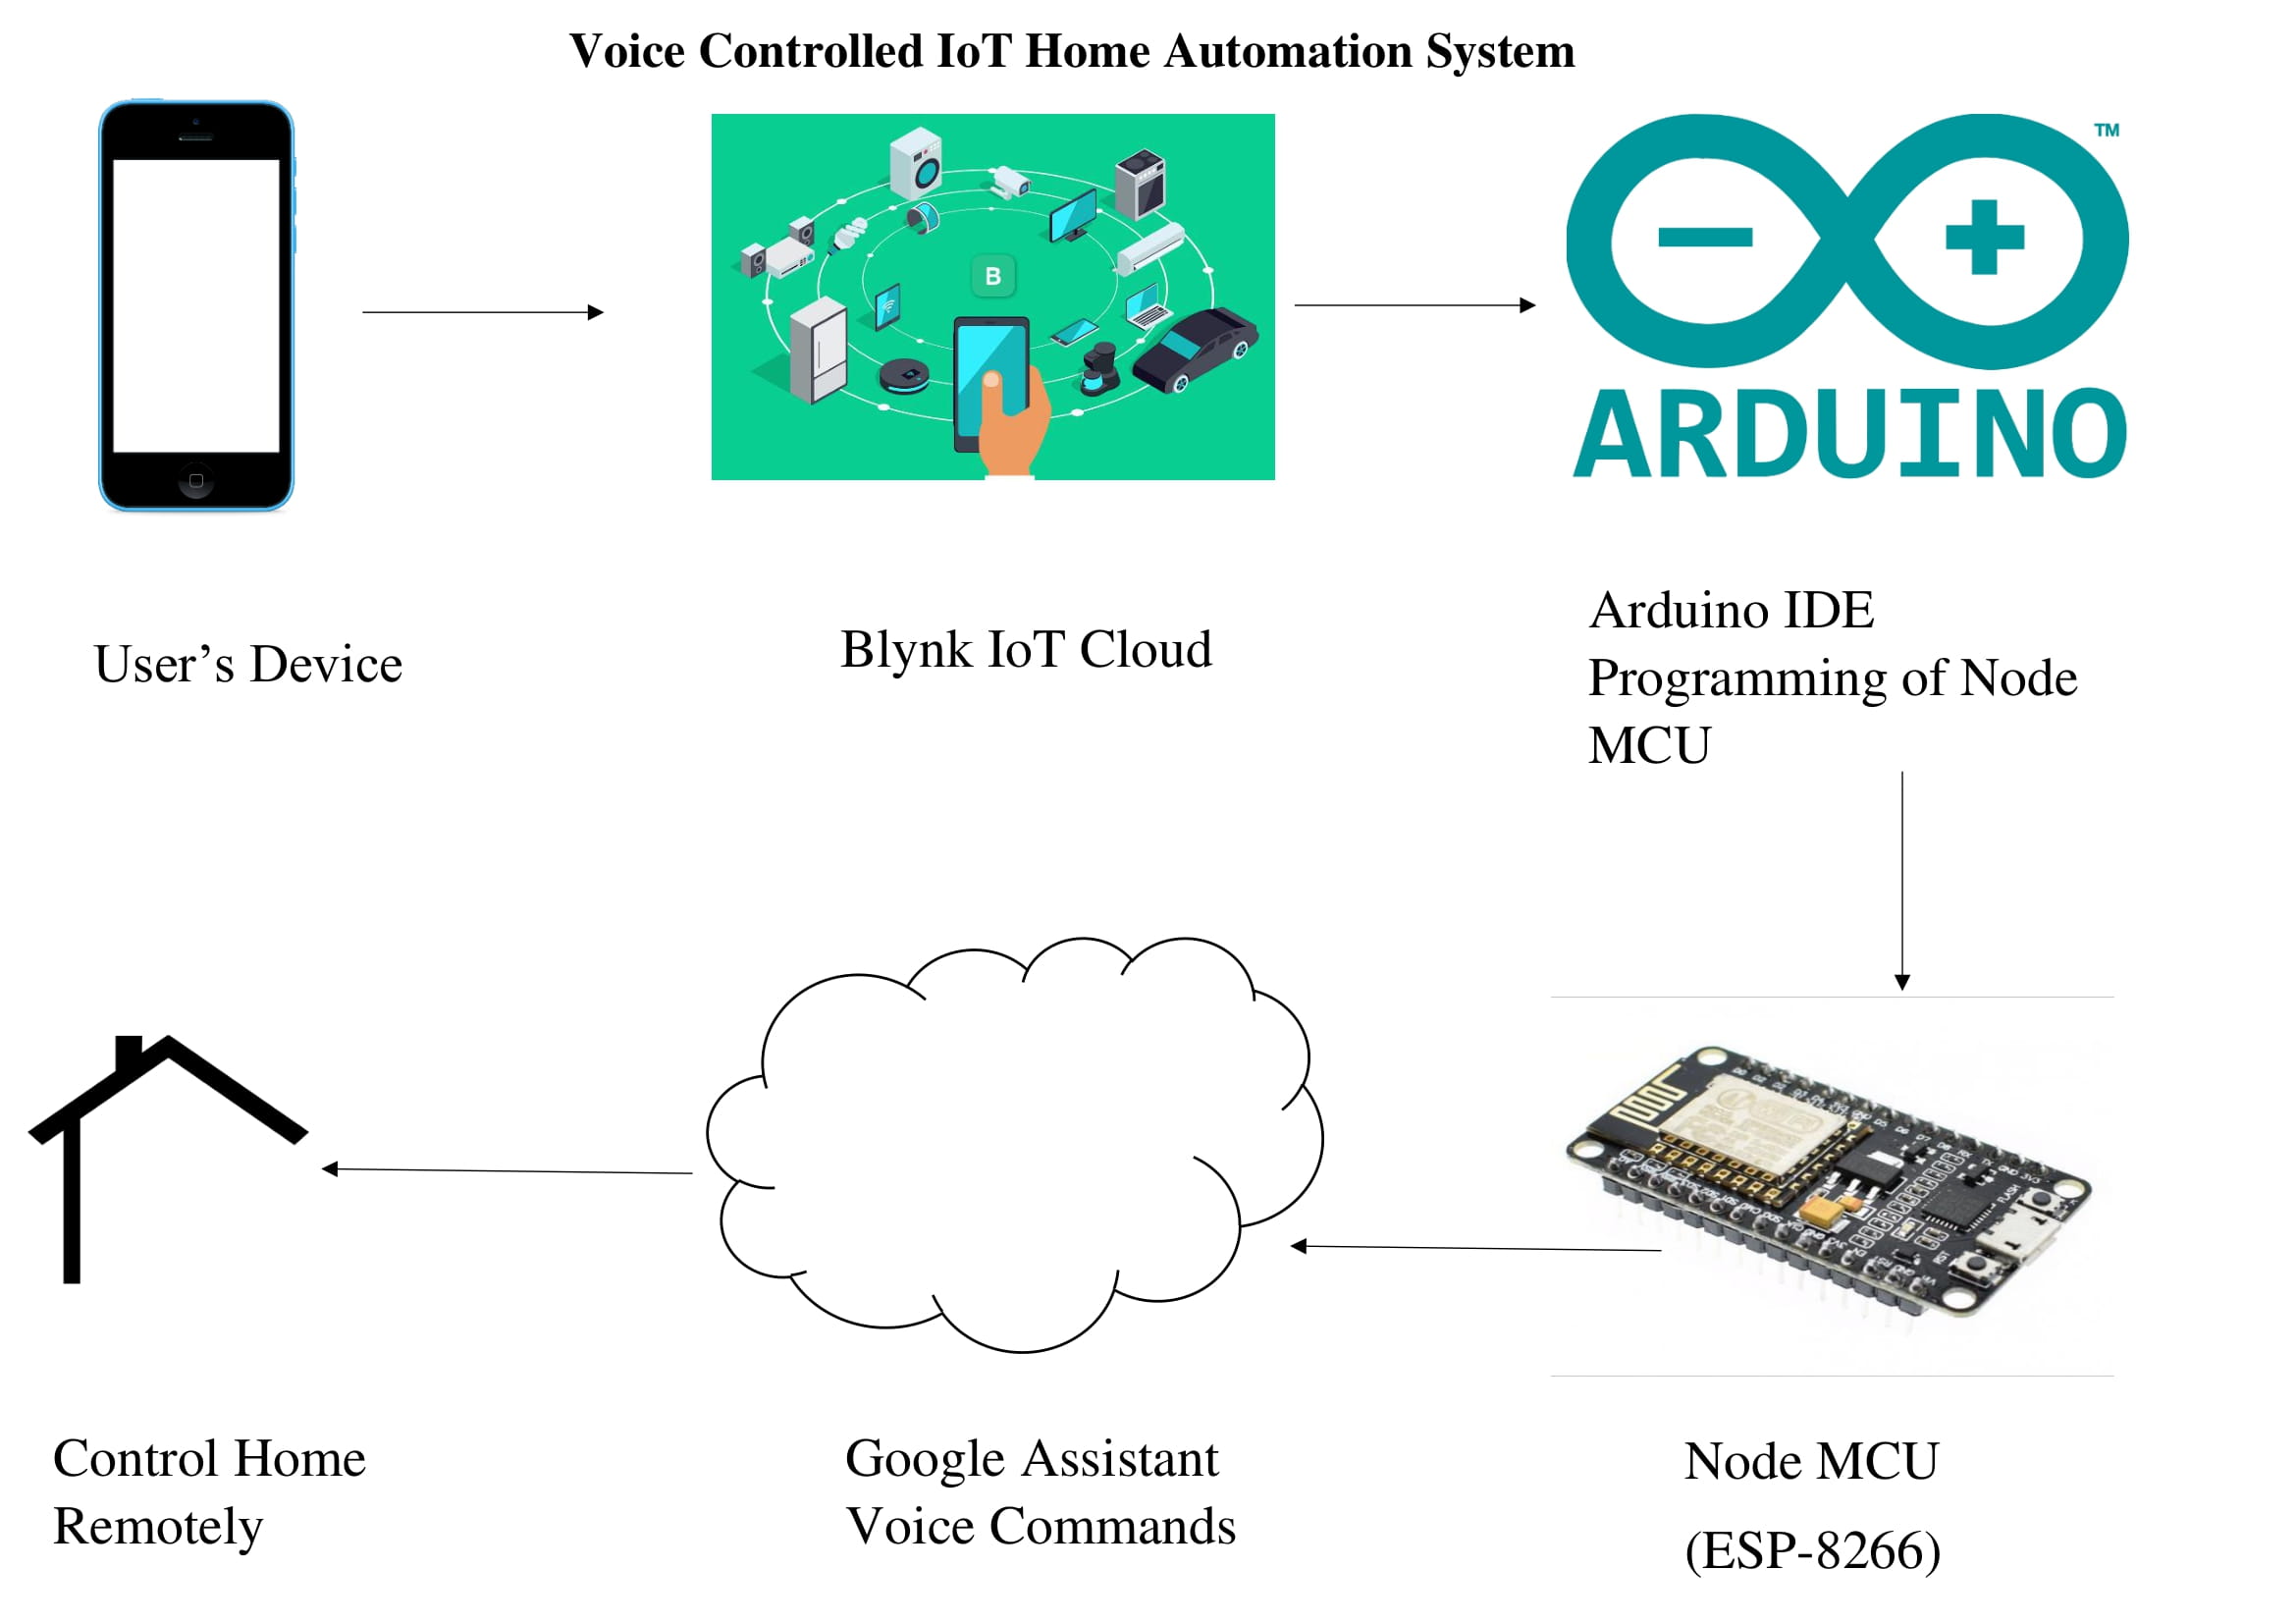 Voice Controlled IoT Home Automation System
B
TM
ARDUINO
User’s Device
Blynk IoT Cloud
Arduino IDE
Programming of Node
MCU
Control Home
Remotely
Google Assistant
Voice Commands
Node MCU
(ESP-8266)